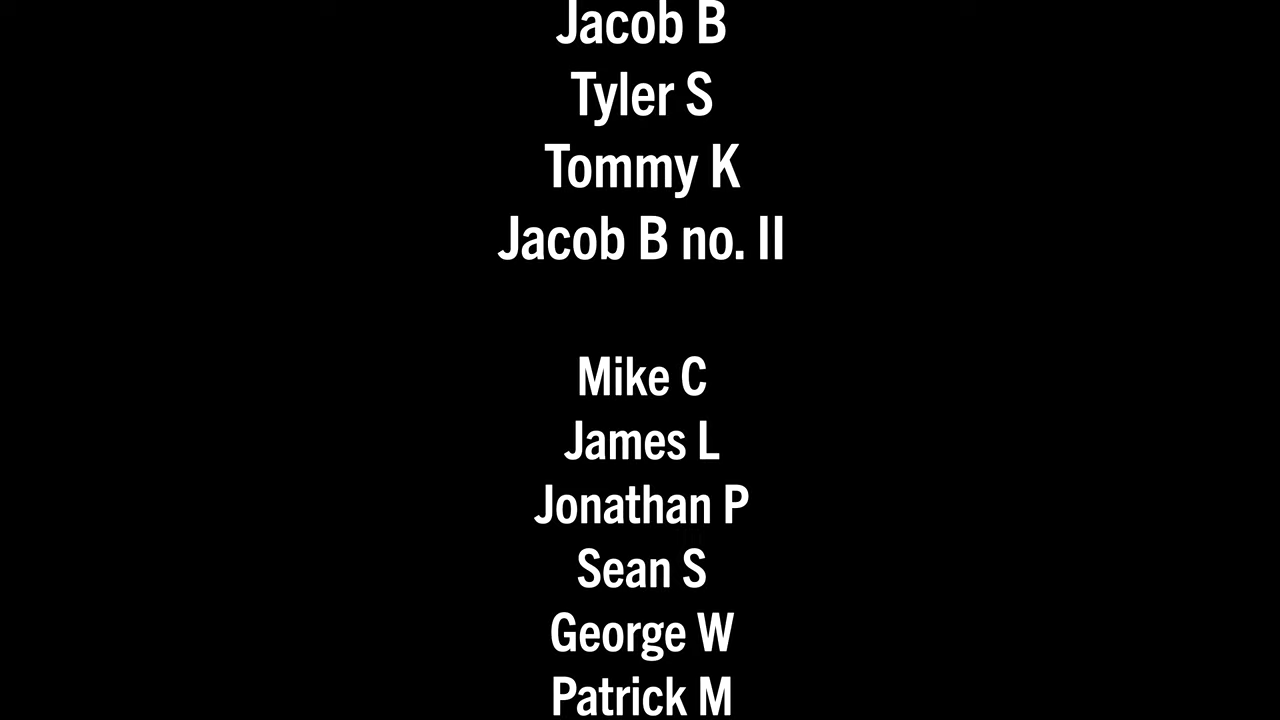 Jacob B
Tyler S
Tommy K
Jacob B no. II
Mike C
James L
Jonathan P
Sean S
George W
Patrick M